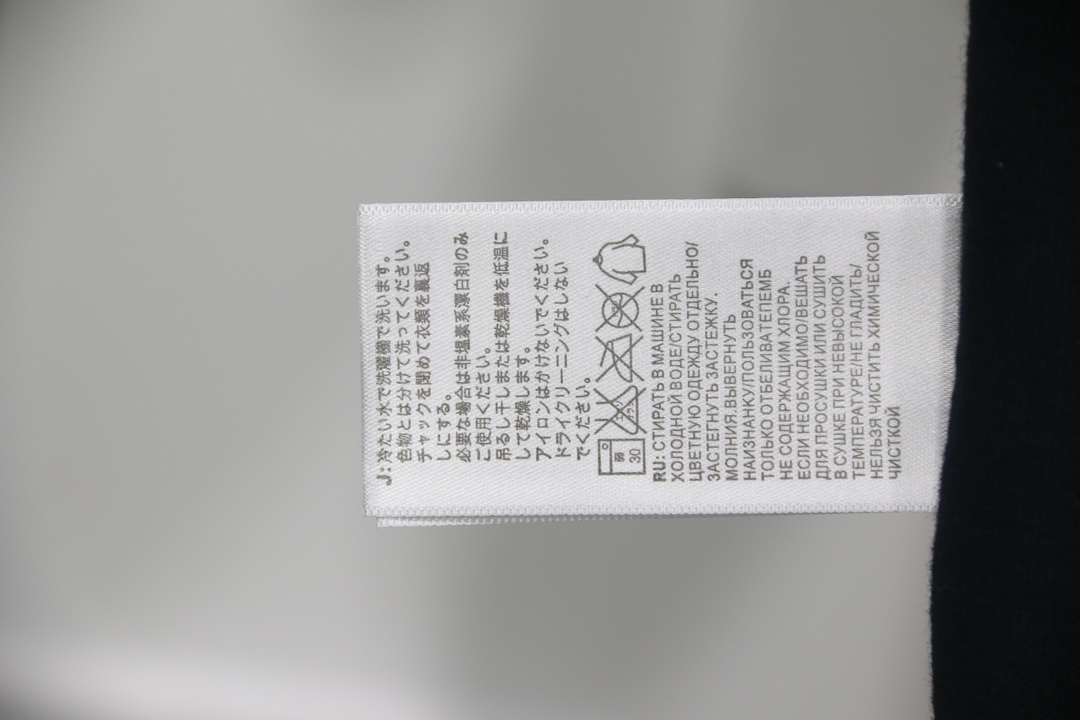 J: 冷たい水で洗濯機で洗います。
色物とは分けて洗ってください。
チャックを閉めて衣類を裏返
しにする。
必要な場合は非塩素系漂白剤のみ
ご使用ください。
吊るし干しまたは乾燥機を低温に
して乾燥します。
アイロンはかけないでください。
ドライクリーニングはしない
でください。
弱
30
RU: СТИРАТЬ В МАШИНЕ В
ХОЛОДНОЙ ВОДЕ/СТИРАТЬ
ЦВЕТНУЮ ОДЕЖДУ ОТДЕЛЬНО/
ЗАСТЕГНУТЬ ЗАСТЕЖКУ.
МОЛНИЯ.ВЫВЕРНУТЬ
НАИЗНАНКУ/ПОЛЬЗОВАТЬСЯ
ТОЛЬКО ОТБЕЛИВАТЕПЕМБ
НЕ СОДЕРЖАЩИМ ХЛОРА.
ЕСЛИ НЕОБХОДИМО/ВЕШАТЬ
ДЛЯ ПРОСУШКИ ИЛИ СУШИТЬ
В СУШКЕ ПРИ НЕВЫСОКОЙ
ТЕМПЕРАТУРЕ/НЕ ГЛАДИТЬ/
НЕЛЬЗЯ ЧИСТИТЬ ХИМИЧЕСКОЙ
ЧИСТКОЙ